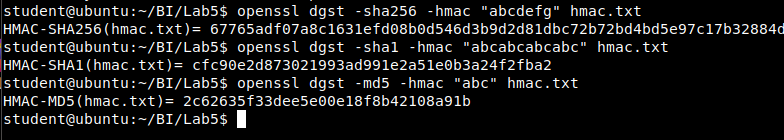 student@ubuntu:~/BI/Lab5$ openssl dgst -sha256 -hmac "abcdefg" hmac.txt
HMAC-SHA256(hmac.txt)= 67765adf07a8c1631efd08b0d546d3b9d2d81dbc72b72bd4bd5e97c17b32884d
student@ubuntu:~/BI/Lab5$ openssl dgst -sha1 -hmac "abcabcabcabc" hmac.txt
HMAC-SHA1(hmac.txt)= cfc90e2d873021993ad991e2a51e0b3a24f2fba2
student@ubuntu:~/BI/Lab5$ openssl dgst -md5 -hmac "abc" hmac.txt
HMAC-MD5(hmac.txt)= 2c62635f33dee5e00e18f8b42108a91b
student@ubuntu:~/BI/Lab5$